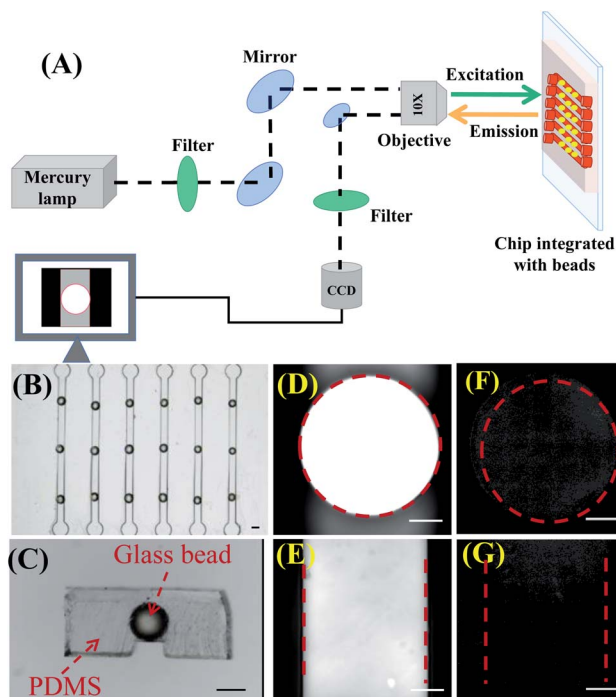 (A)
Mirror
Excitation
10X
Objective
Emission
Filter
Mercury
lamp
Filter
Chip integrated
with beads
CCD
(B)
(D)
(F)
(C)
Glass bead
PDMS
(E)
(G)